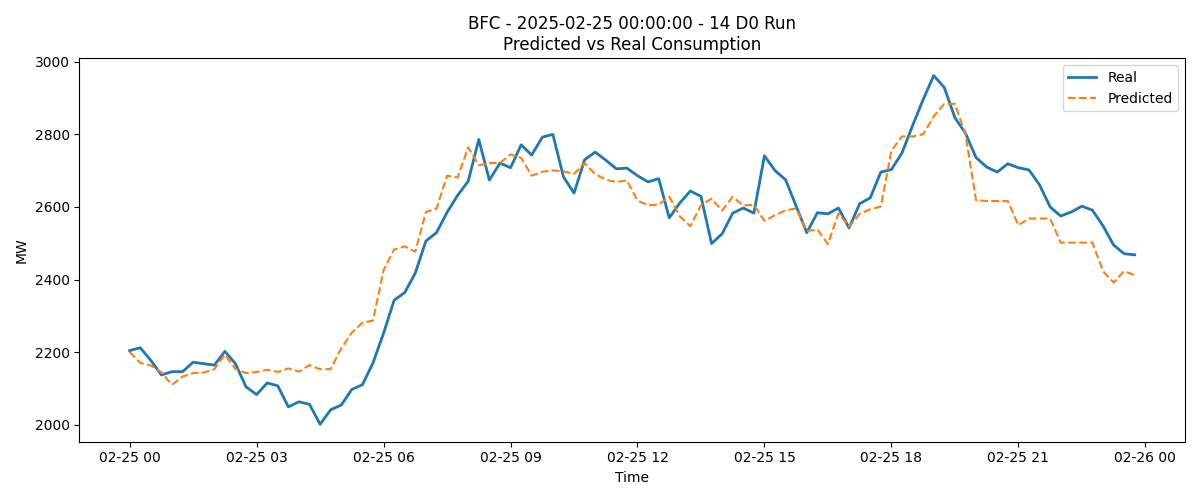 BFC - 2025-02-25 00:00:00 - 14 D0 Run
Predicted vs Real Consumption
3000
2800
2600
2400
2200
2000
MW
Real
Predicted
02-25 00
02-25 03
02-25 06
02-25 09
02-25 12
02-25 15
02-25 18
02-25 21
02-26 00
Time